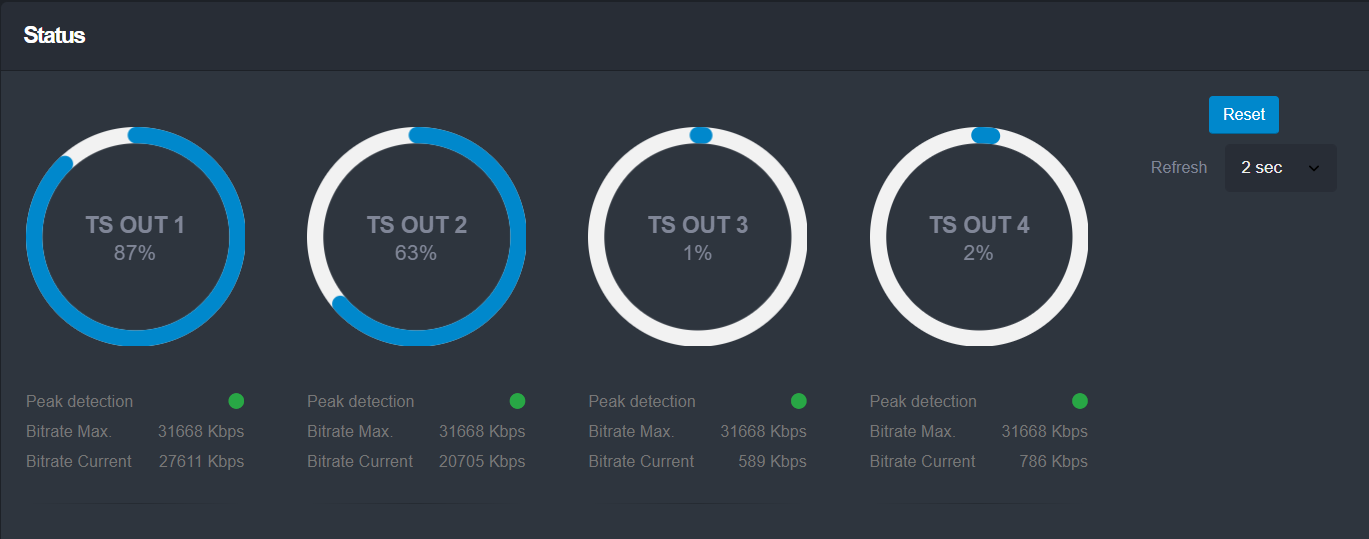 Status
Reset
Refresh 2 sec
TS OUT 1
87%
TS OUT 2
63%
TS OUT 3
1%
TS OUT 4
2%
Peak detection
Bitrate Max. 31668 Kbps
Bitrate Current 27611 Kbps
Peak detection
Bitrate Max. 31668 Kbps
Bitrate Current 20705 Kbps
Peak detection
Bitrate Max. 31668 Kbps
Bitrate Current 589 Kbps
Peak detection
Bitrate Max. 31668 Kbps
Bitrate Current 786 Kbps